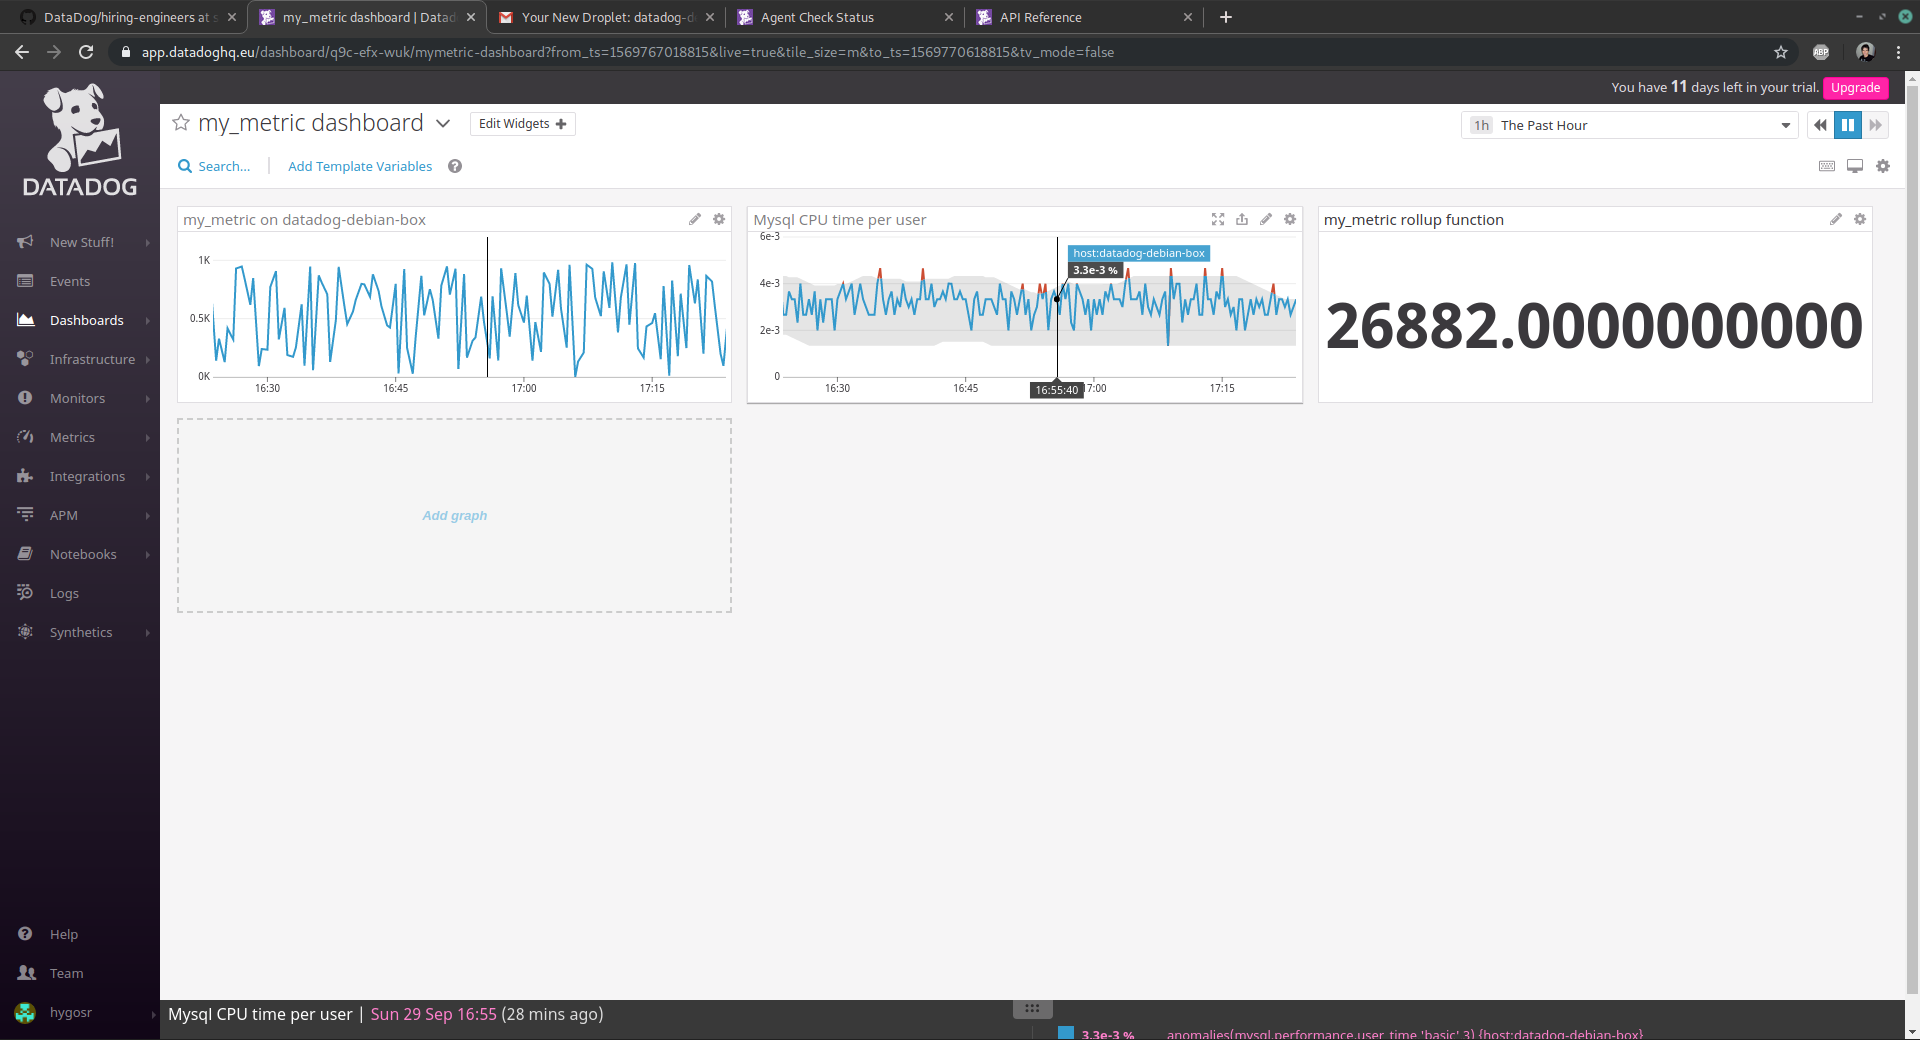 DataDog/hiring-engineers at s
my_metric dashboard | Datad
Your New Droplet: datadog-d
Agent Check Status
API Reference
app.datadoghq.eu/dashboard/q9c-efx-wuk/mymetric-dashboard?from_ts=1569767018815&live=true&tile_size=m&to_ts=1569770618815&tv_mode=false
ABP
You have 11 days left in your trial. Upgrade
DATADOG
my_metric dashboard
Edit Widgets
1h The Past Hour
Search...
Add Template Variables
New Stuff!
Events
Dashboards
Infrastructure
Monitors
Metrics
Integrations
APM
Notebooks
Logs
Synthetics
Help
Team
hygosr
my_metric on datadog-debian-box
1K
0.5K
0K
16:30 16:45 17:00 17:15
Mysql CPU time per user
6e-3
4e-3
2e-3
0
host:datadog-debian-box
3.3e-3 %
16:30 16:45 16:55:40 17:00 17:15
my_metric rollup function
26882.0000000000
Add graph
Mysql CPU time per user | Sun 29 Sep 16:55 (28 mins ago)
3.3e-3 % anomalies(mysql.performance.user_time 'basic' 3) {host:datadog-debian-box}